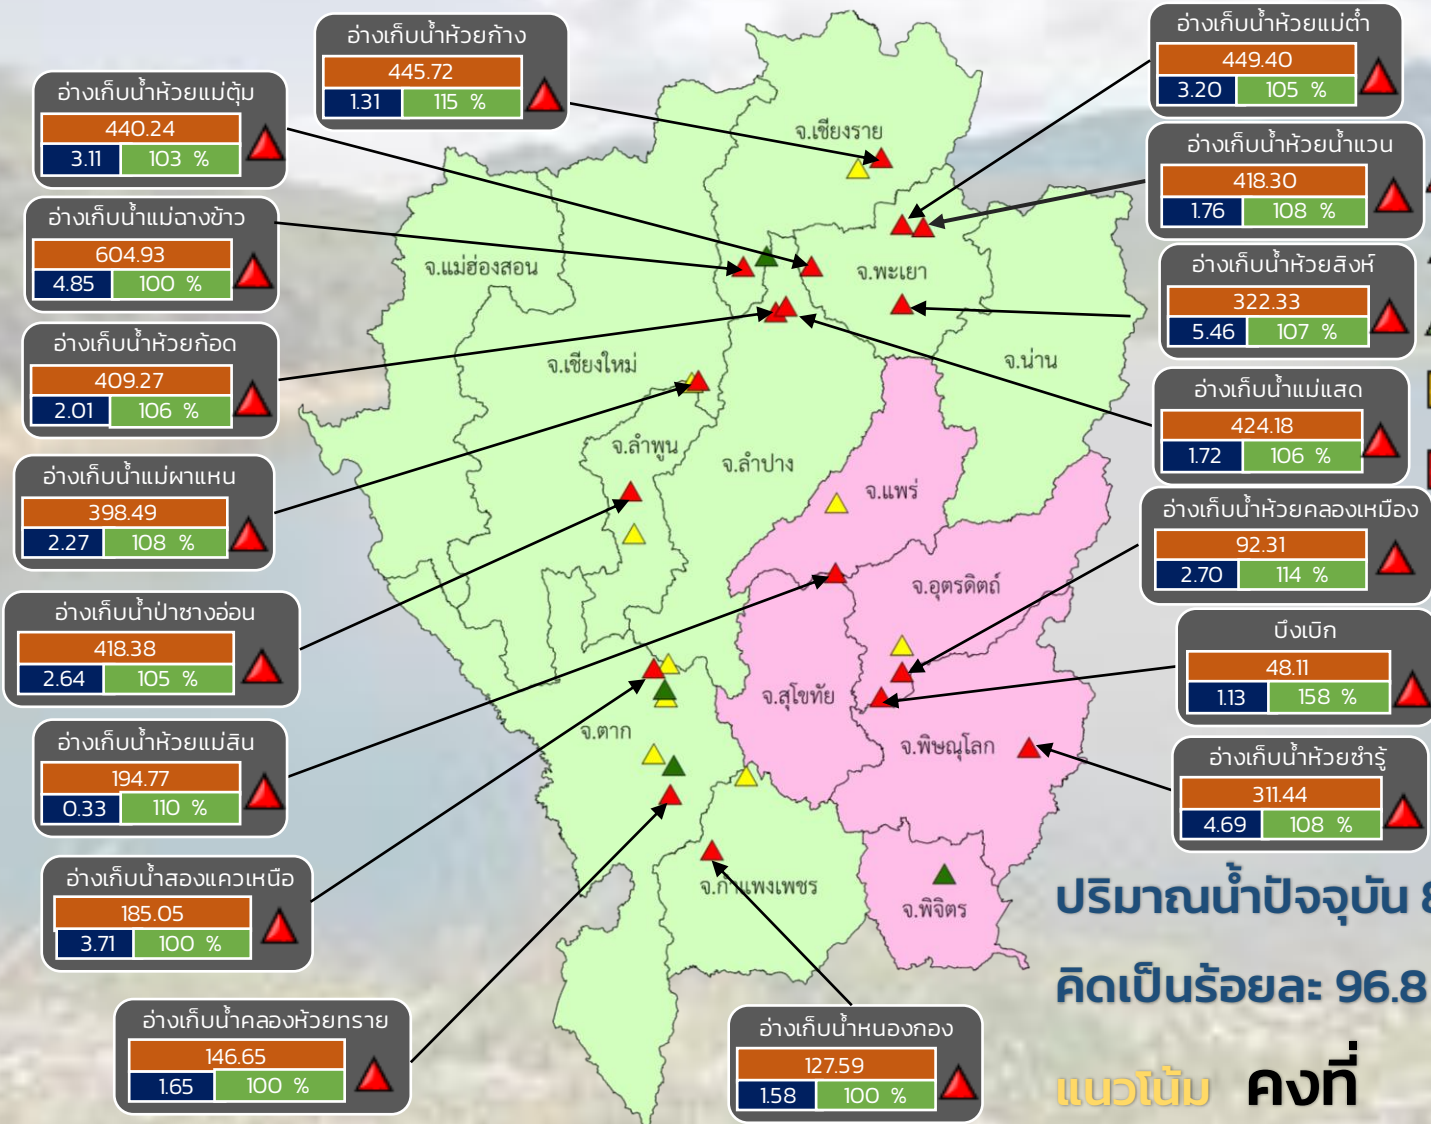 อ่างเก็บน้ำห้วยก้าง
445.72
1.31 115 %
อ่างเก็บน้ำห้วยแม่ต๋ำ
449.40
3.20 105 %
อ่างเก็บน้ำห้วยแม่ตุ้ม
440.24
3.11 103 %
อ่างเก็บน้ำห้วยน้ำแวน
418.30
1.76 108 %
อ่างเก็บน้ำแม่ฉางข้าว
604.93
4.85 100 %
อ่างเก็บน้ำห้วยสิงห์
322.33
5.46 107 %
อ่างเก็บน้ำห้วยก้อด
409.27
2.01 106 %
อ่างเก็บน้ำแม่แสด
424.18
1.72 106 %
อ่างเก็บน้ำแม่ผาแหน
398.49
2.27 108 %
อ่างเก็บน้ำห้วยคลองเหมือง
92.31
2.70 114 %
อ่างเก็บน้ำป่าซางอ่อน
418.38
2.64 105 %
บึงเบิก
48.11
1.13 158 %
อ่างเก็บน้ำห้วยแม่สิน
194.77
0.33 110 %
อ่างเก็บน้ำห้วยซำรู้
311.44
4.69 108 %
อ่างเก็บน้ำสองแควเหนือ
185.05
3.71 100 %
อ่างเก็บน้ำคลองห้วยทราย
146.65
1.65 100 %
อ่างเก็บน้ำหนองกอง
127.59
1.58 100 %
จ.เชียงราย
จ.แม่ฮ่องสอน
จ.พะเยา
จ.เชียงใหม่
จ.น่าน
จ.ลำพูน
จ.ลำปาง
จ.แพร่
จ.อุตรดิตถ์
จ.สุโขทัย
จ.ตาก
จ.พิษณุโลก
จ.กำแพงเพชร
จ.พิจิตร
ปริมาณน้ำปัจจุบัน
คิดเป็นร้อยละ 96.8
แนวโน้ม คงที่